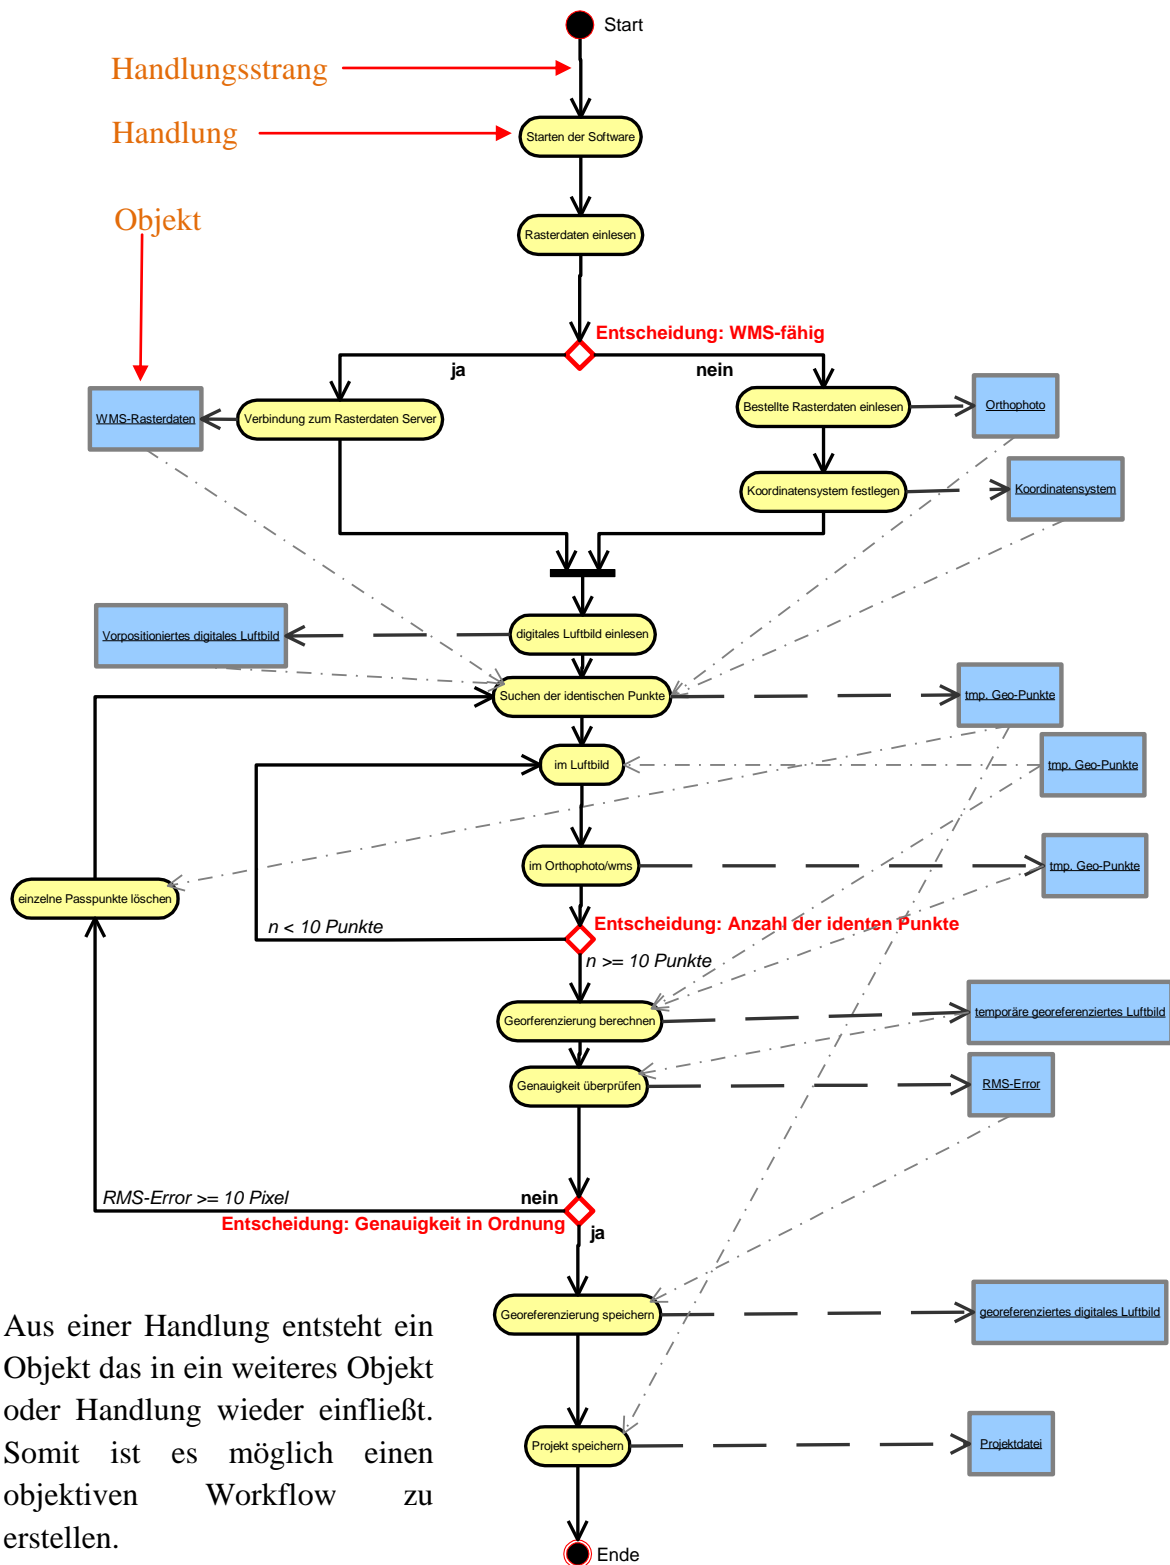 Start
Handlungsstrang
Handlung
Starten der Software
Objekt
Rasterdaten einlesen
Entscheidung: WMS-fähig
ja
nein
WMS-Rasterdaten
Verbindung zum Rasterdaten Server
Bestellte Rasterdaten einlesen
Orthophoto
Koordinatensystem festlegen
Koordinatensystem
Vorpositioniertes digitales Luftbild
digitales Luftbild einlesen
Suchen der identischen Punkte
tmp. Geo-Punkte
im Luftbild
tmp. Geo-Punkte
im Orthophoto/wms
tmp. Geo-Punkte
einzelne Passpunkte löschen
n < 10 Punkte
Entscheidung: Anzahl der identen Punkte
n >= 10 Punkte
Georferenzierung berechnen
temporäre georeferenziertes Luftbild
Genauigkeit überprüfen
RMS-Error
RMS-Error >= 10 Pixel
nein
Entscheidung: Genauigkeit in Ordnung
ja
Georeferenzierung speichern
georeferenziertes digitales Luftbild
Aus einer Handlung entsteht ein
Objekt das in ein weiteres Objekt
oder Handlung wieder einfließt.
Somit ist es möglich einen
objektiven Workflow zu
erstellen.
Projekt speichern
Projektdatei
Ende